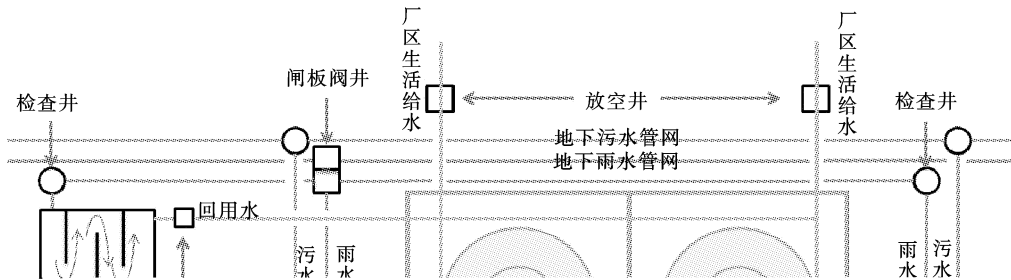 厂区生活给水
厂区生活给水
闸板阀井
检查井
放空井
检查井
地下污水管网
地下雨水管网
回用水
污水
雨水
雨水
污水